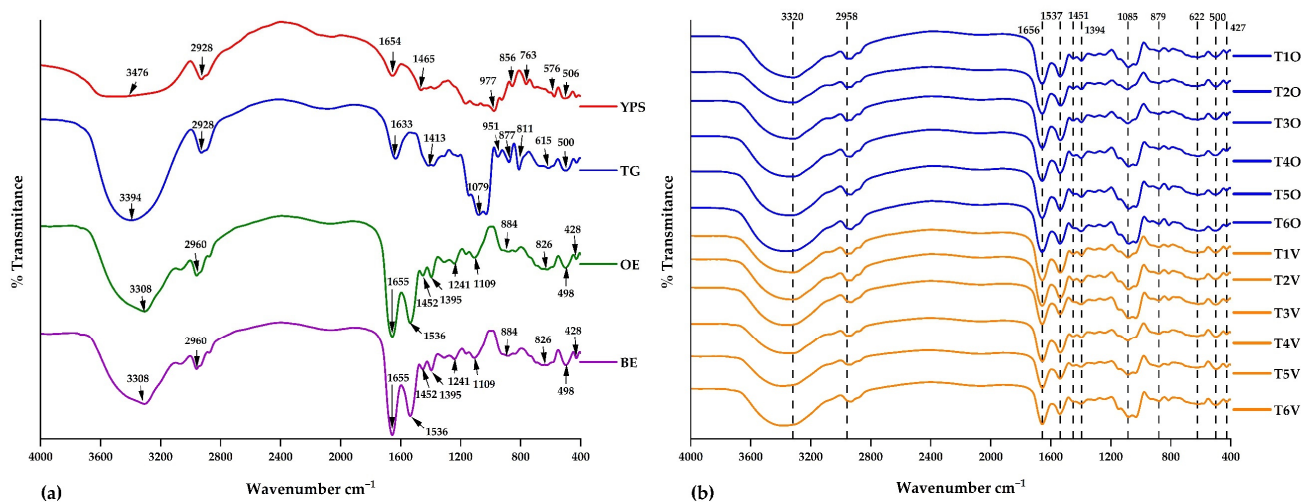 3320 2958 1537 1451 1085 879 622 500
1656 1394 427
% Transmitance
3476 2928 1654 1465 977 856 763 576 506 YPS
3394 2928 1633 1413 1079 951 877 811 615 500 TG
3308 2960 1655 1536 1452 1395 1241 1109 884 826 498 428 OE
3308 2960 1655 1536 1452 1395 1241 1109 884 826 498 428 BE
4000 3600 3200 2800 2400 2000 1600 1200 800 400
(a) Wavenumber cm⁻¹
% Transmitance
T1O
T2O
T3O
T4O
T5O
T6O
T1V
T2V
T3V
T4V
T5V
T6V
4000 3600 3200 2800 2400 2000 1600 1200 800 400
(b) Wavenumber cm⁻¹